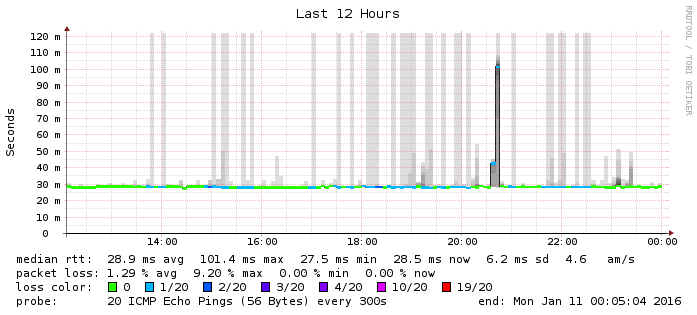 Last 12 Hours
RRDTOOL / TOBI OETIKER
Seconds
120 m
110 m
100 m
90 m
80 m
70 m
60 m
50 m
40 m
30 m
20 m
10 m
0
14:00 16:00 18:00 20:00 22:00 00:00
median rtt: 28.9 ms avg 101.4 ms max 27.5 ms min 28.5 ms now 6.2 ms sd 4.6 am/s
packet loss: 1.29 % avg 9.20 % max 0.00 % min 0.00 % now
loss color: 0 1/20 2/20 3/20 4/20 10/20 19/20
probe: 20 ICMP Echo Pings (56 Bytes) every 300s end: Mon Jan 11 00:05:04 2016